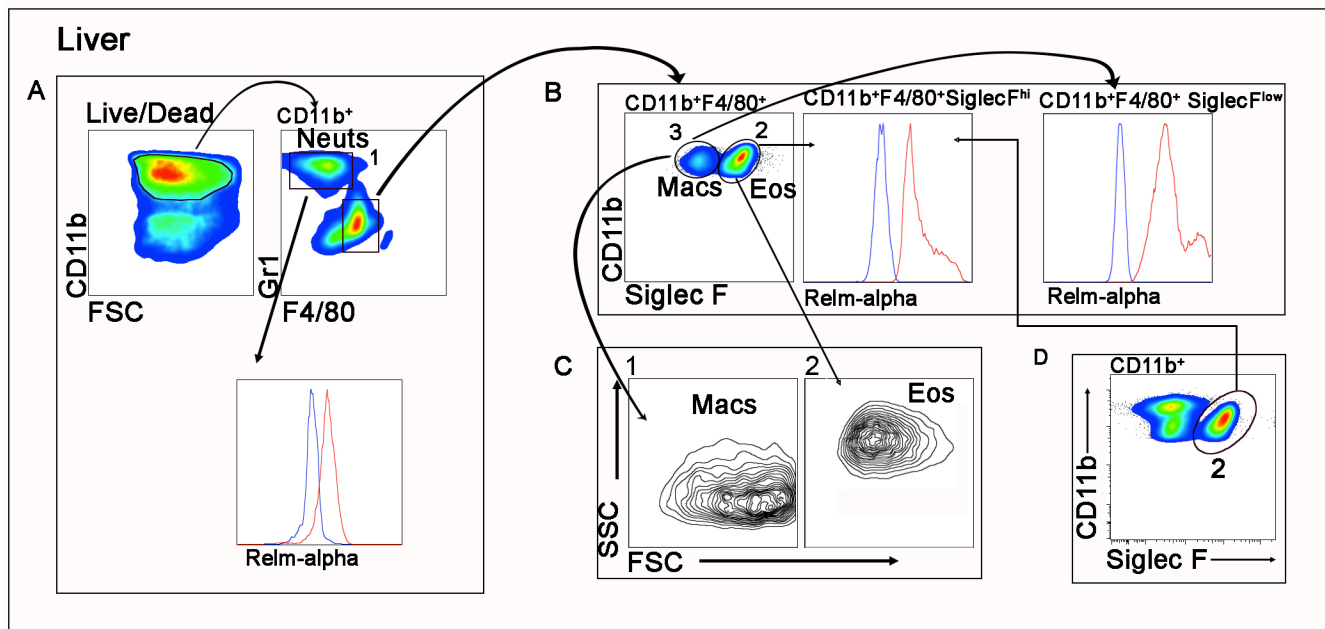 Liver
A
Live/Dead
CD11b
FSC
CD11b+
Neuts
1
Gr1
F4/80
Relm-alpha
B
CD11b+F4/80+
3
2
Macs
Eos
CD11b
Siglec F
CD11b+F4/80+SiglecFhi
Relm-alpha
CD11b+F4/80+ SiglecFlow
Relm-alpha
C
1
Macs
2
Eos
SSC
FSC
D
CD11b+
2
CD11b
Siglec F